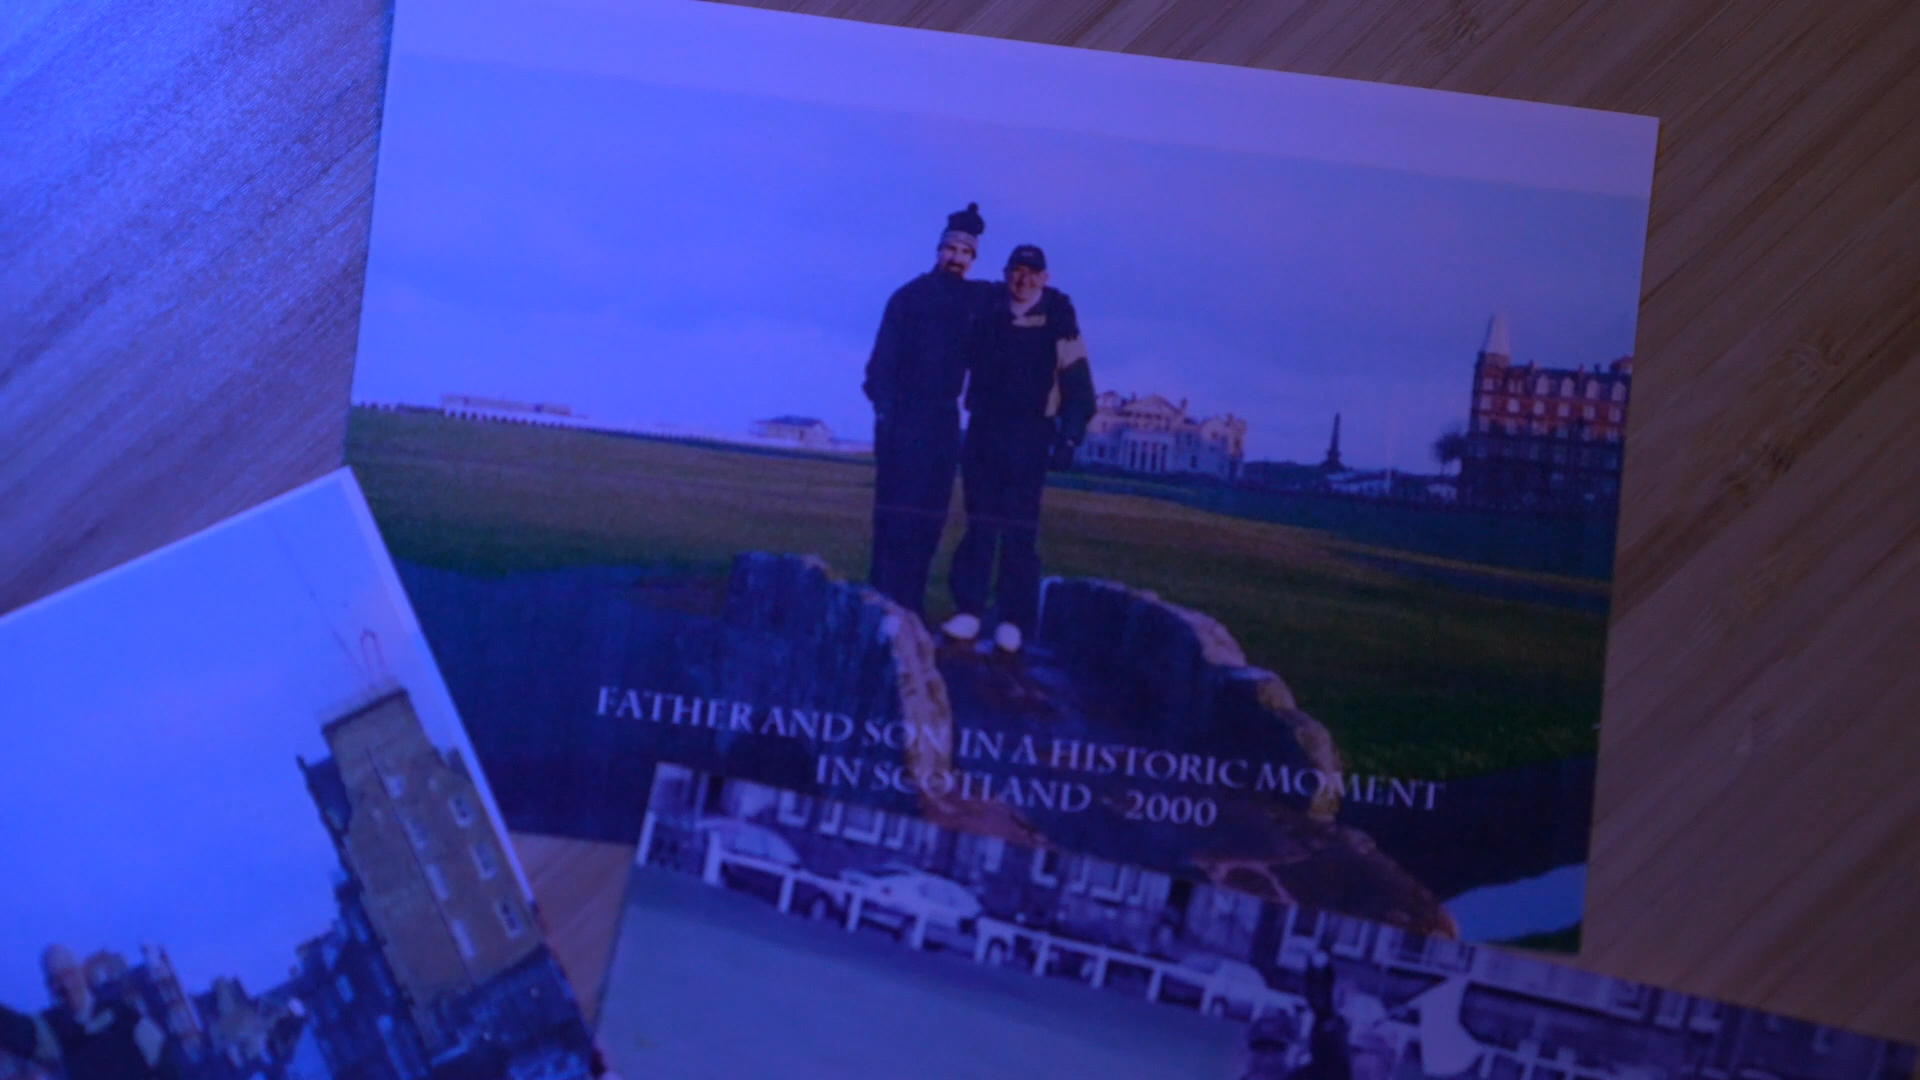 FATHER AND SON IN A HISTORIC MOMENT
IN SCOTLAND - 2000